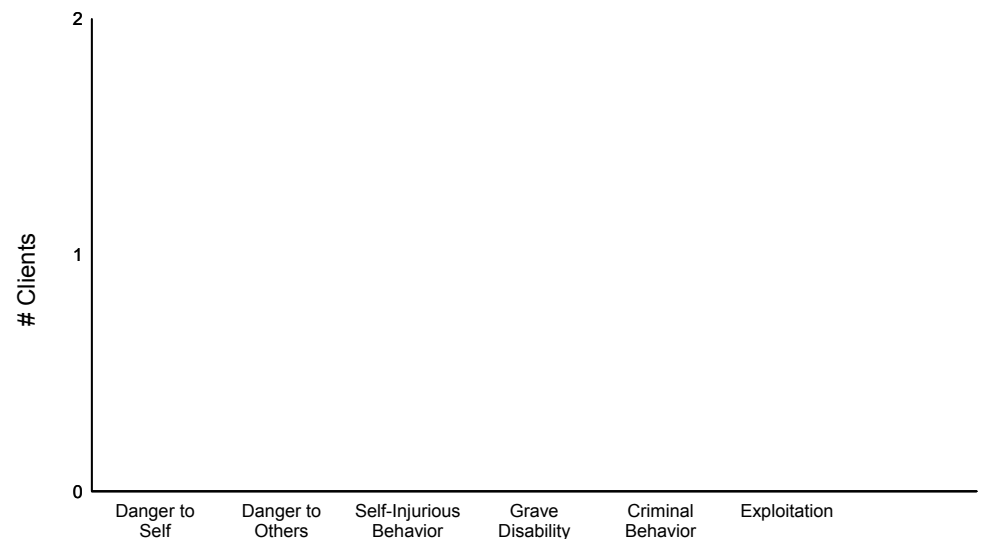 2
1
0
# Clients
Danger to
Self
Danger to
Others
Self-Injurious
Behavior
Grave
Disability
Criminal
Behavior
Exploitation